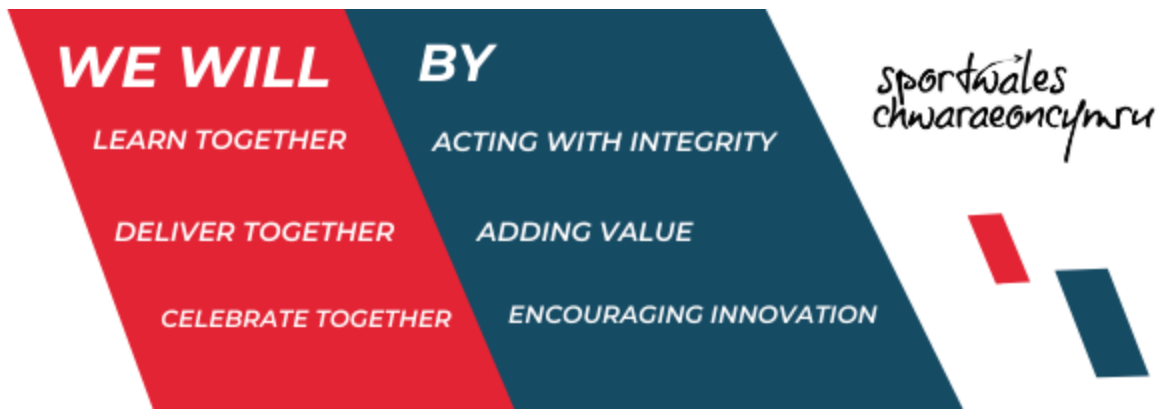 WE WILL
LEARN TOGETHER
DELIVER TOGETHER
CELEBRATE TOGETHER
BY
ACTING WITH INTEGRITY
ADDING VALUE
ENCOURAGING INNOVATION
sportwales
chwaraeoncymru